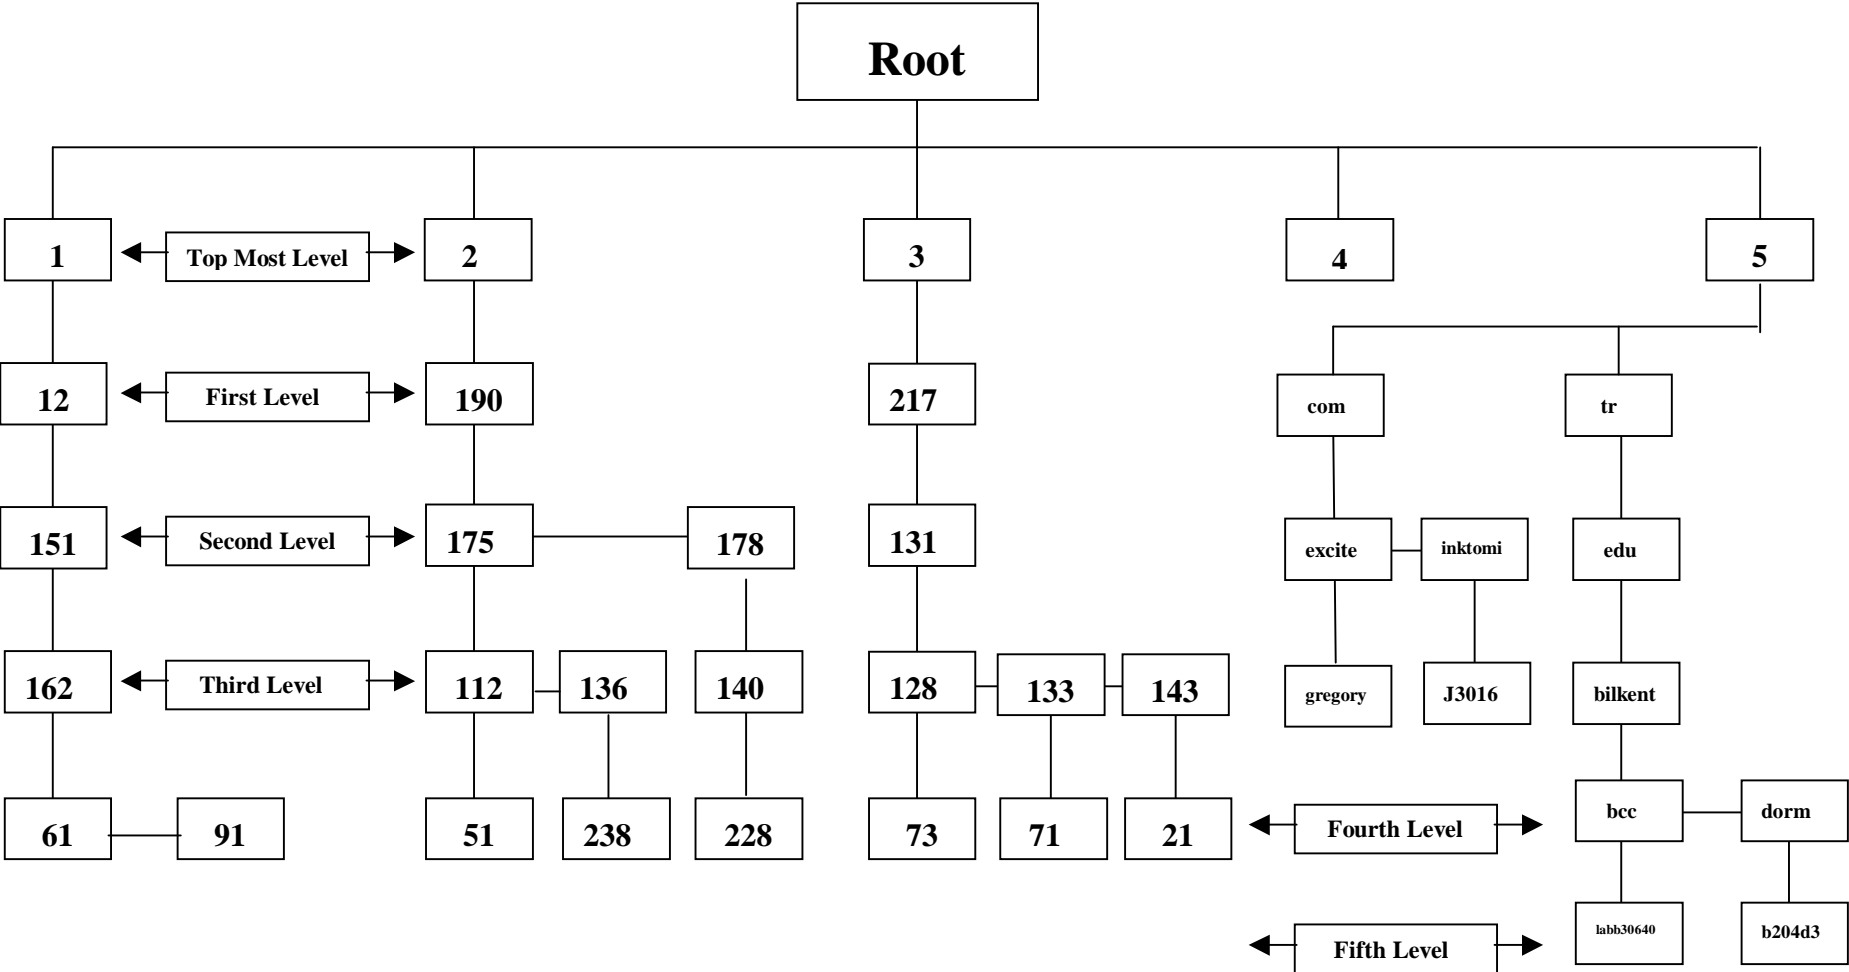 Root
1
Top Most Level
2
3
4
5
12
First Level
190
217
com
tr
151
Second Level
175
178
131
excite
inktomi
edu
162
Third Level
112
136
140
128
133
143
gregory
J3016
bilkent
61
91
51
238
228
73
71
21
Fourth Level
bcc
dorm
Fifth Level
labb30640
b204d3